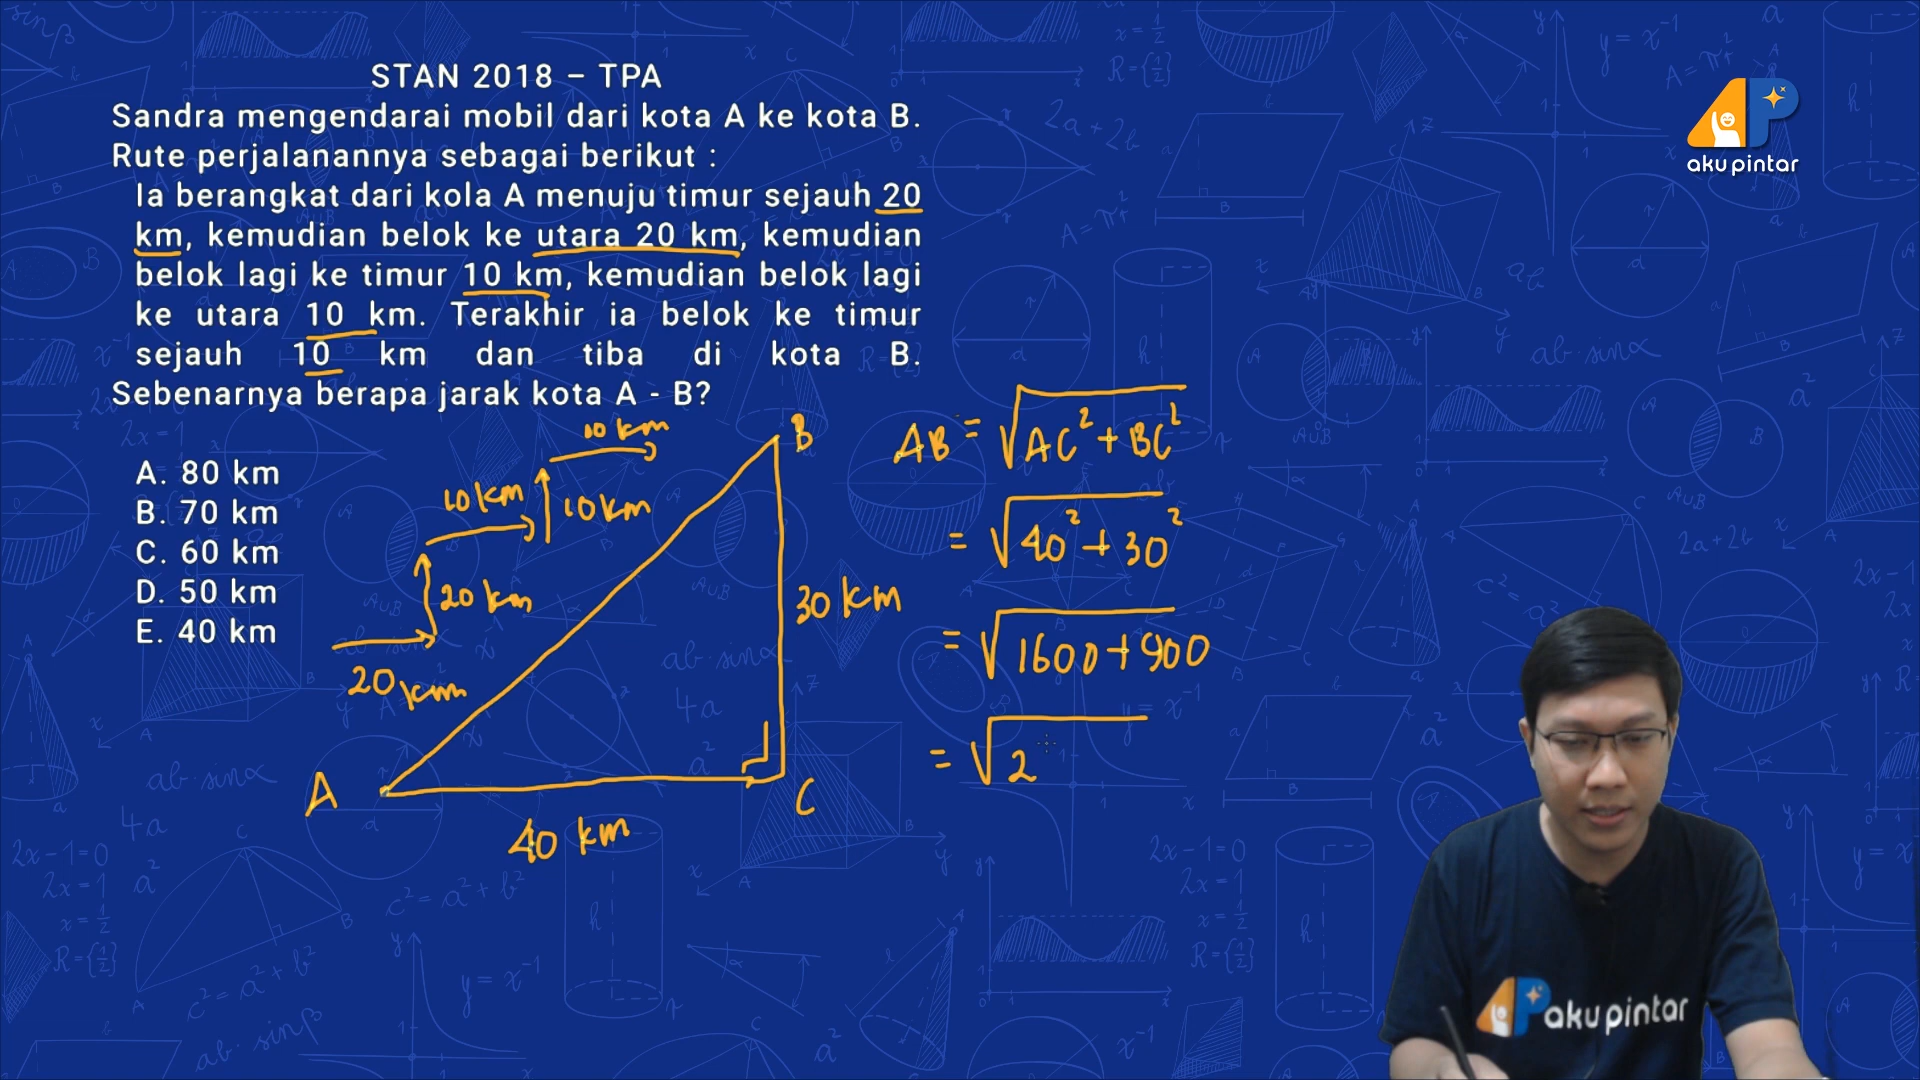 STAN 2018 – TPA
Sandra mengendarai mobil dari kota A ke kota B.
Rute perjalanannya sebagai berikut :
Ia berangkat dari kola A menuju timur sejauh 20
km, kemudian belok ke utara 20 km, kemudian
belok lagi ke timur 10 km, kemudian belok lagi
ke utara 10 km. Terakhir ia belok ke timur
sejauh 10 km dan tiba di kota B.
Sebenarnya berapa jarak kota A - B?
A. 80 km
B. 70 km
C. 60 km
D. 50 km
E. 40 km
10 km
10 km
10 km
20 km
20 km
A
B
C
30 km
40 km
AB = √AC² + BC²
= √40² + 30²
= √1600 + 900
= √2
aku pintar
aku pintar